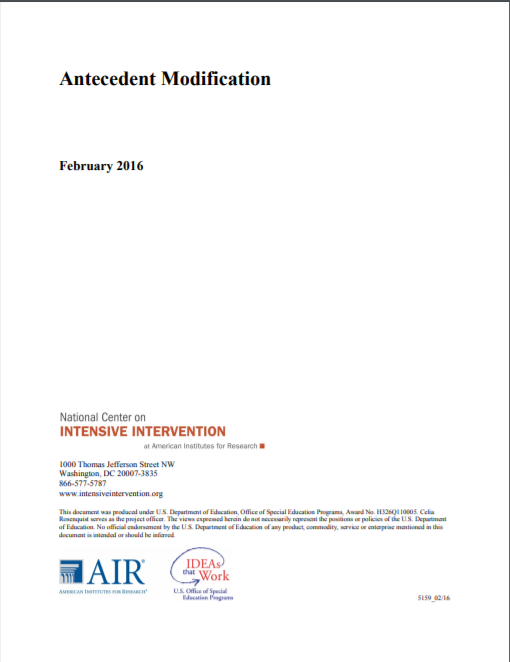 Antecedent Modification
February 2016
National Center on
INTENSIVE INTERVENTION
at American Institutes for Research ■
1000 Thomas Jefferson Street NW
Washington, DC 20007-3835
866-577-5787
www.intensiveintervention.org
This document was produced under U.S. Department of Education, Office of Special Education Programs, Award No. H326Q110005. Celia
Rosenquist serves as the project officer. The views expressed herein do not necessarily represent the positions or policies of the U.S. Department
of Education. No official endorsement by the U.S. Department of Education of any product, commodity, service or enterprise mentioned in this
document is intended or should be inferred.
AIR®
AMERICAN INSTITUTES FOR RESEARCH®
IDEAs
that Work
U.S. Office of Special
Education Programs
5159_02/16